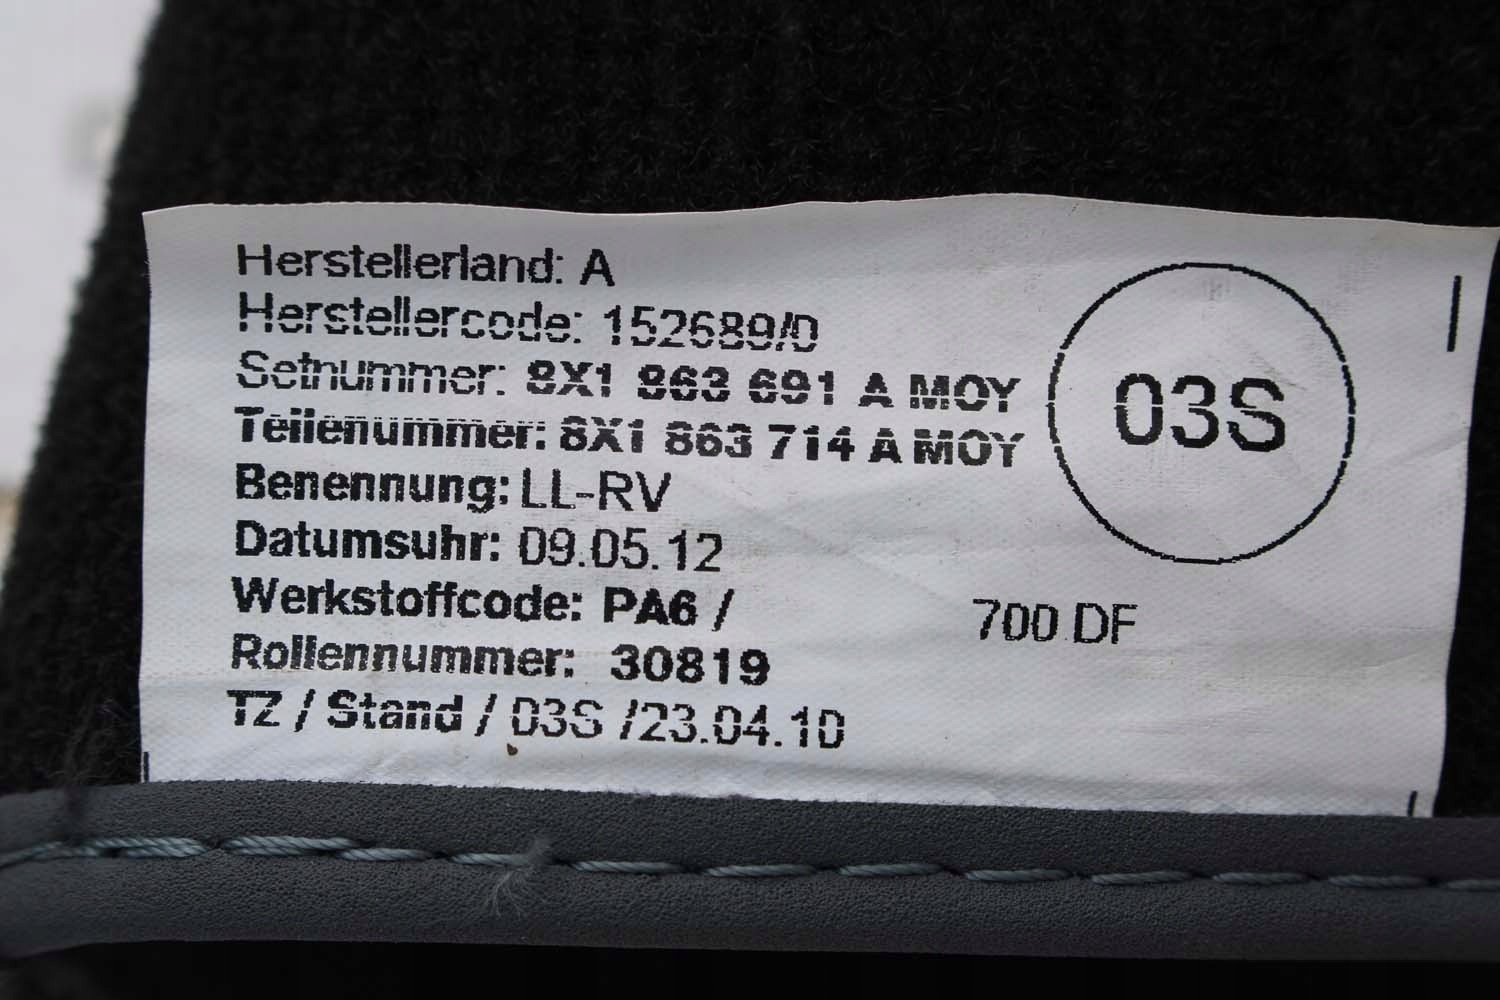 Herstellerland: A
Herstellercode: 152689/0
Setnummer: 8X1 863 691 A MOY
Teilenummer: 8X1 863 714 A MOY
Benennung: LL-RV
Datumsuhr: 09.05.12
Werkstoffcode: PA6 / 700 DF
Rollennummer: 30819
TZ / Stand / 03S /23.04.10
03S